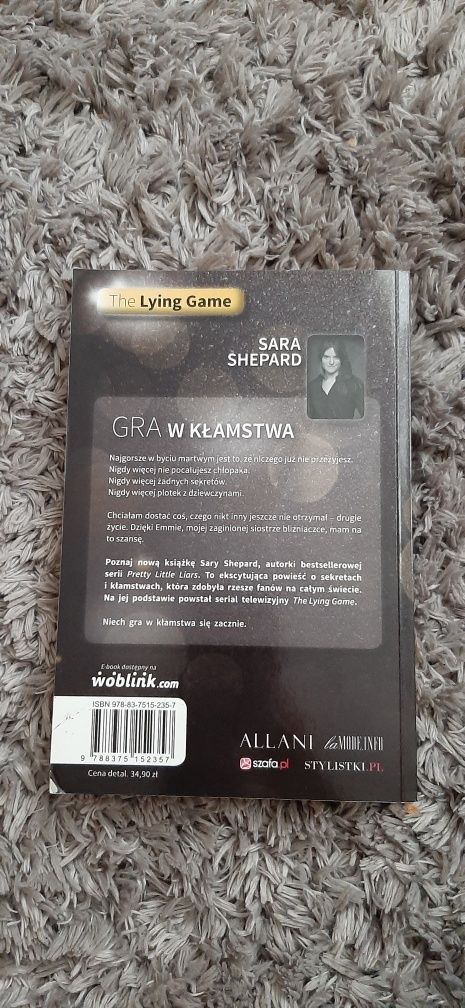 The Lying Game
SARA
SHEPARD
GRA W KŁAMSTWA
Najgorsze w byciu martwym jest to, że niczego już nie przeżyjesz.
Nigdy więcej nie pocałujesz chłopaka.
Nigdy więcej żadnych sekretów.
Nigdy więcej plotek z dziewczynami.
Chciałam dostać coś, czego nikt inny jeszcze nie otrzymał – drugie
życie. Dzięki Emmie, mojej zaginionej siostrze bliźniaczce, mam na
to szansę.
Poznaj nową książkę Sary Shepard, autorki bestsellerowej
serii Pretty Little Liars. To ekscytująca powieść o sekretach
i kłamstwach, która zdobyła rzesze fanów na całym świecie.
Na jej podstawie powstał serial telewizyjny The Lying Game.
Niech gra w kłamstwa się zacznie.
E-book dostępny na
woblink.com
ISBN 978-83-7515-235-7
9 788375 152357
Cena detal. 34,90 zł
ALLANI laMODE.INFO
szafa.pl STYLISTKI.PL